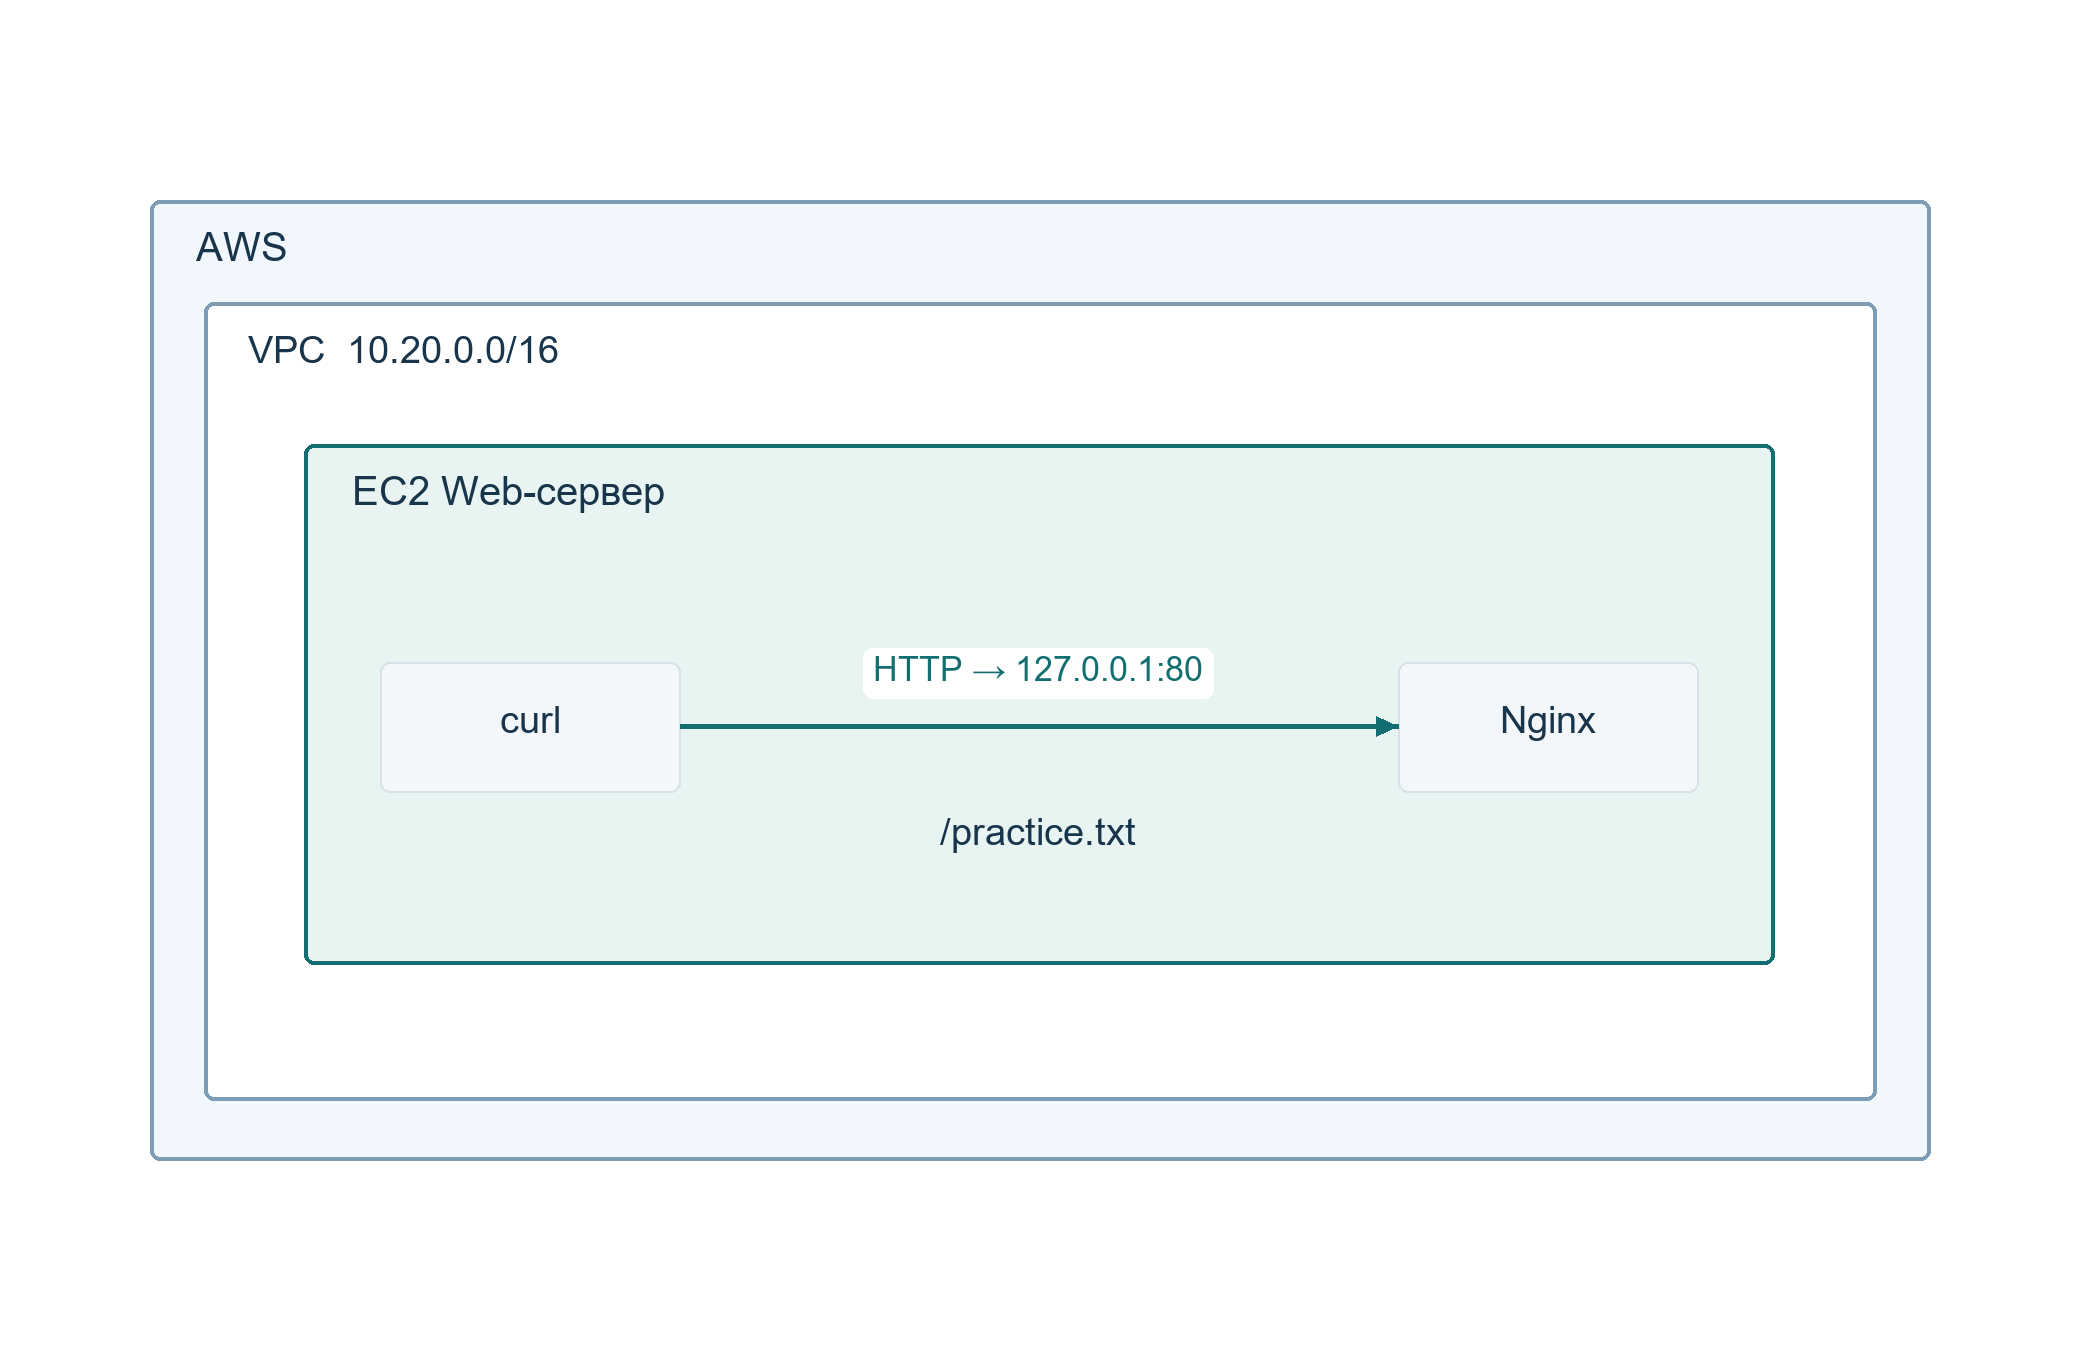 AWS
VPC  10.20.0.0/16
EC2 Web-сервер
HTTP → 127.0.0.1:80
curl
Nginx
/practice.txt